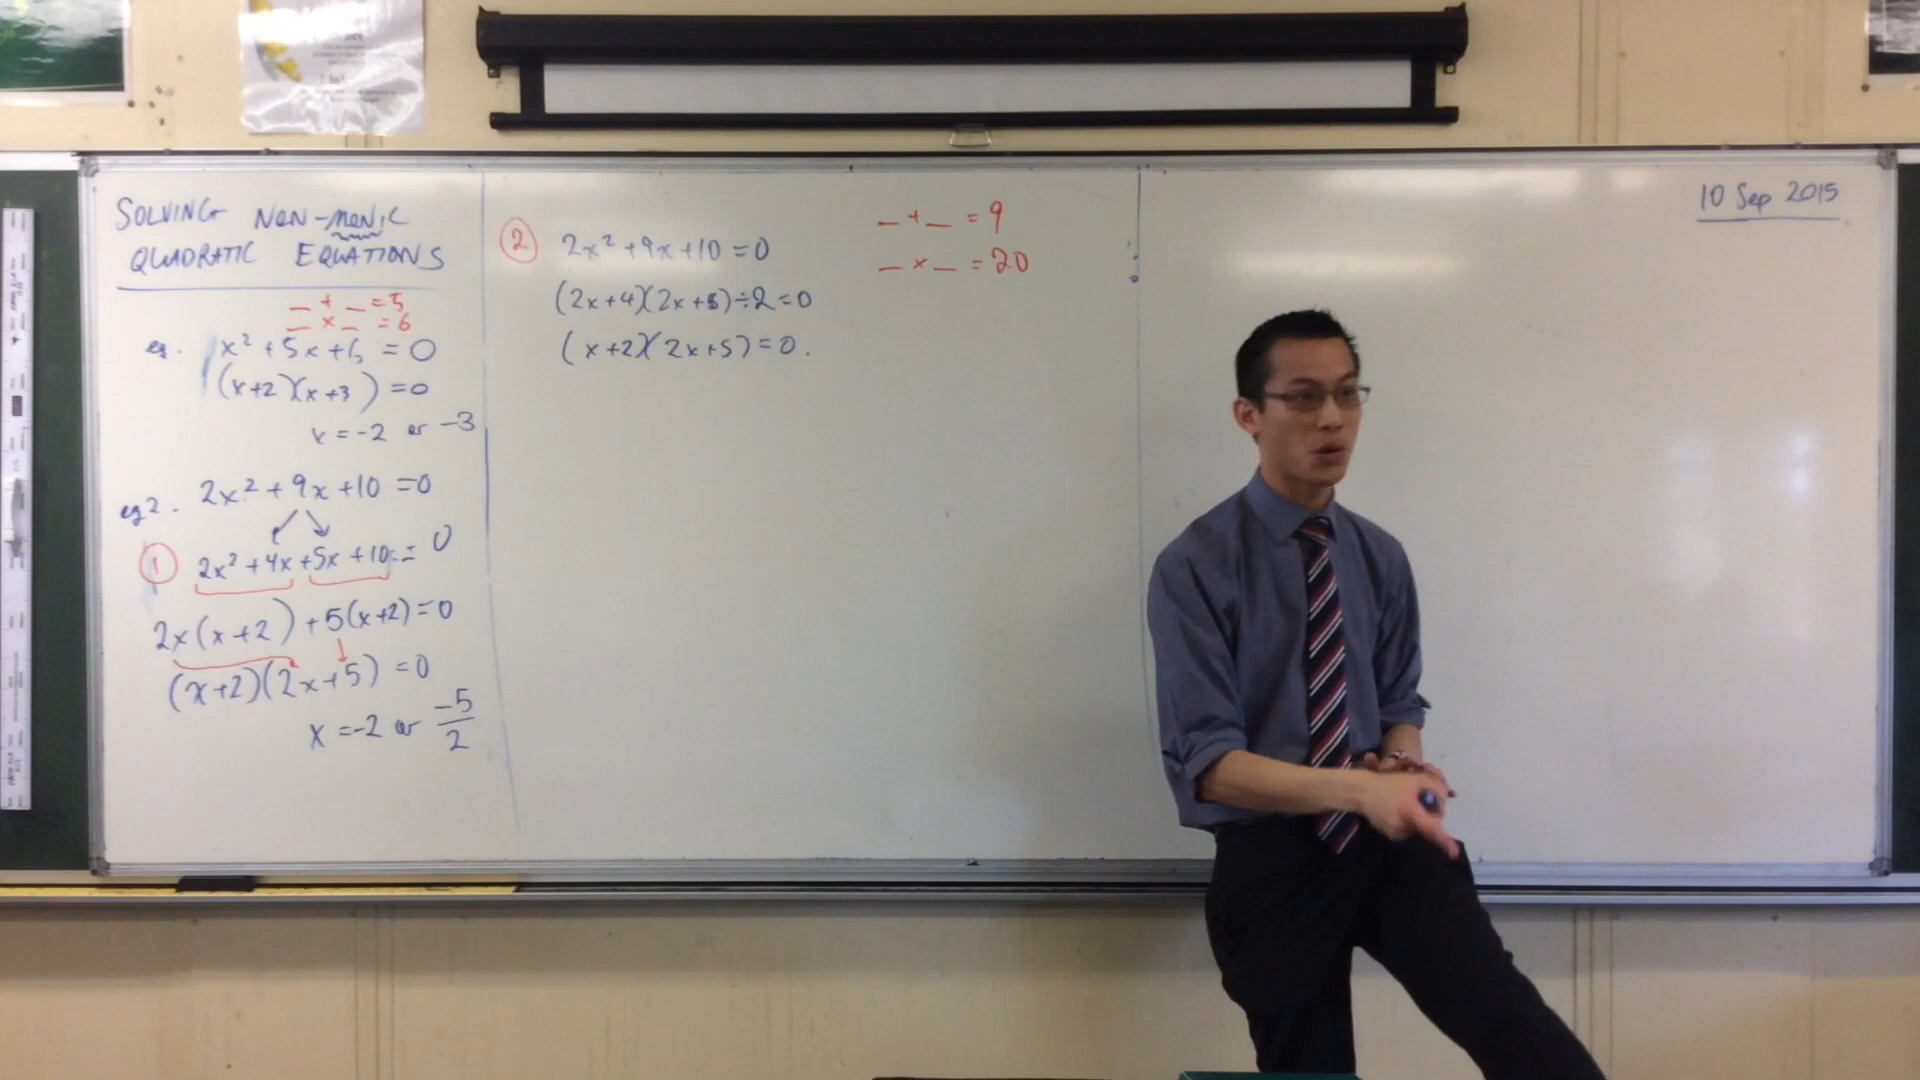 SOLVING NON-MONIC
QUADRATIC EQUATIONS
_ + _ = 5
_ × _ = 6
eg. x² + 5x + 6 = 0
(x+2)(x+3) = 0
x = -2 or -3
eg 2. 2x² + 9x + 10 = 0
① 2x² + 4x + 5x + 10 = 0
2x(x+2) + 5(x+2) = 0
(x+2)(2x+5) = 0
x = -2 or -5/2
② 2x² + 9x + 10 = 0
(2x+4)(2x+5) ÷ 2 = 0
(x+2)(2x+5) = 0.
_ + _ = 9
_ × _ = 20
10 Sep 2015